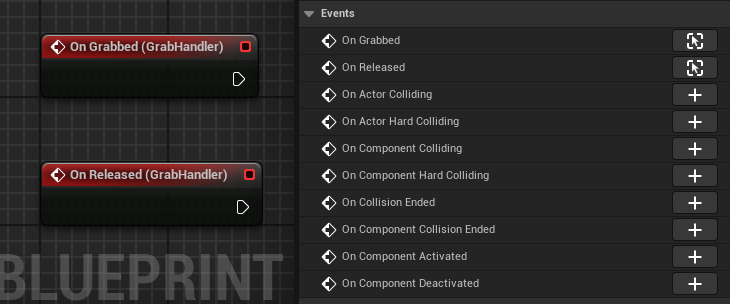 On Grabbed (GrabHandler)
On Released (GrabHandler)
BLUEPRINT
Events
On Grabbed
On Released
On Actor Colliding
On Actor Hard Colliding
On Component Colliding
On Component Hard Colliding
On Collision Ended
On Component Collision Ended
On Component Activated
On Component Deactivated